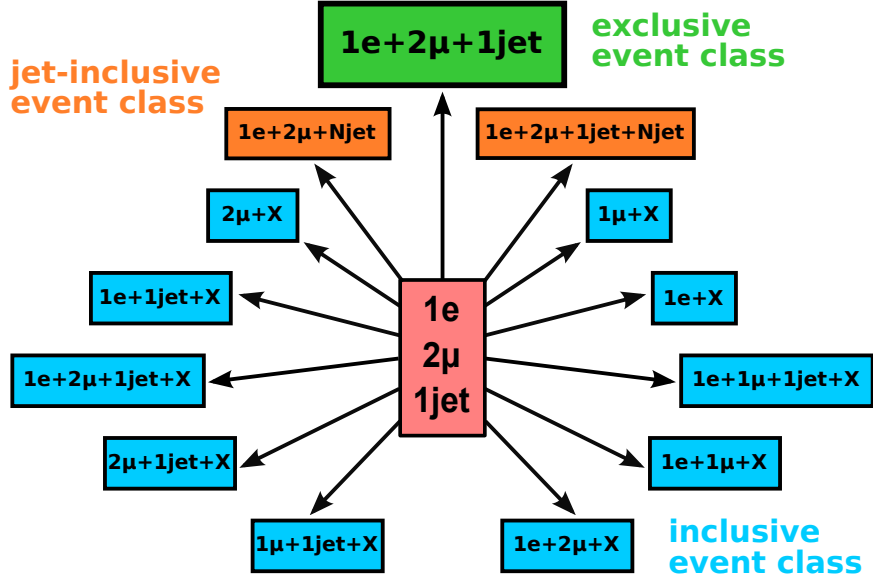 1e+2μ+1jet
exclusive
event class
jet-inclusive
event class
1e+2μ+Njet
1e+2μ+1jet+Njet
2μ+X
1μ+X
1e+1jet+X
1e+X
1e
2μ
1jet
1e+2μ+1jet+X
1e+1μ+1jet+X
2μ+1jet+X
1e+1μ+X
1μ+1jet+X
1e+2μ+X
inclusive
event class